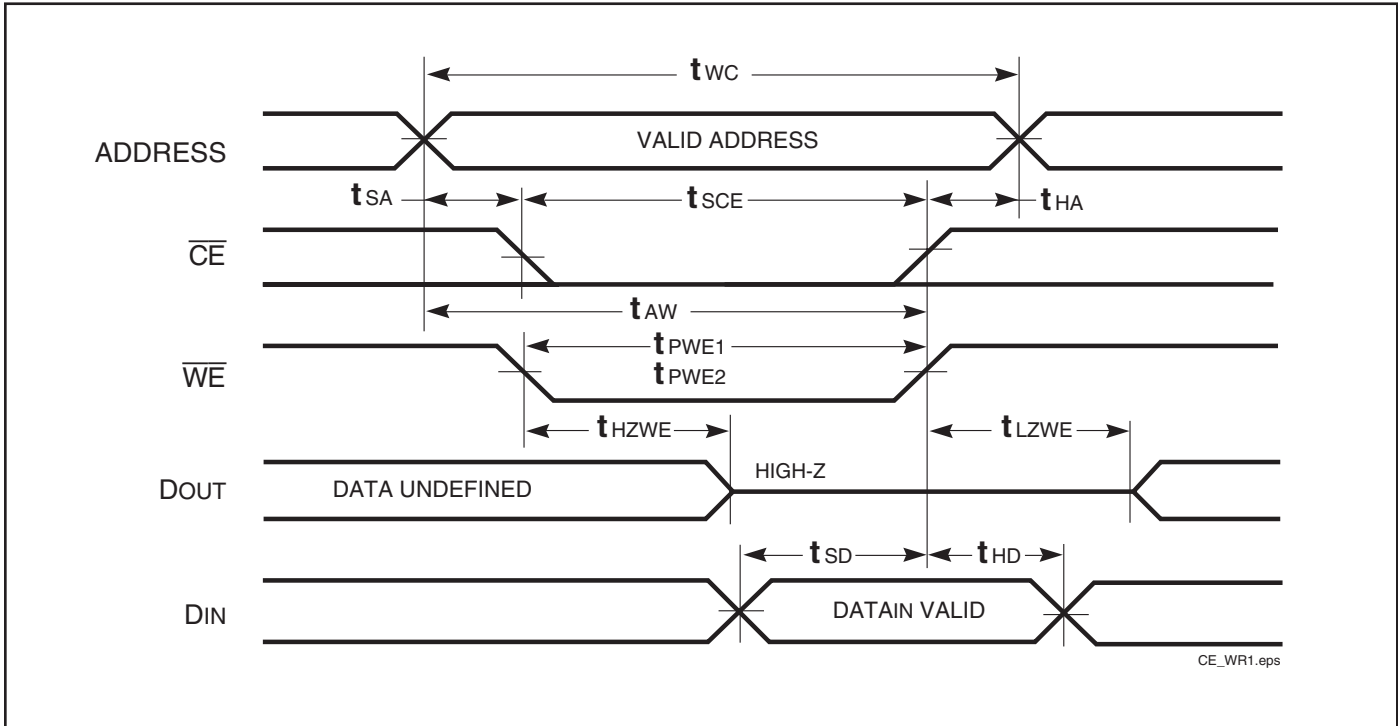 tWC
ADDRESS
VALID ADDRESS
tSA
tSCE
tHA
CE
tAW
tPWE1
WE
tPWE2
tHZWE
tLZWE
DOUT
DATA UNDEFINED
HIGH-Z
tSD
tHD
DIN
DATAIN VALID
CE_WR1.eps